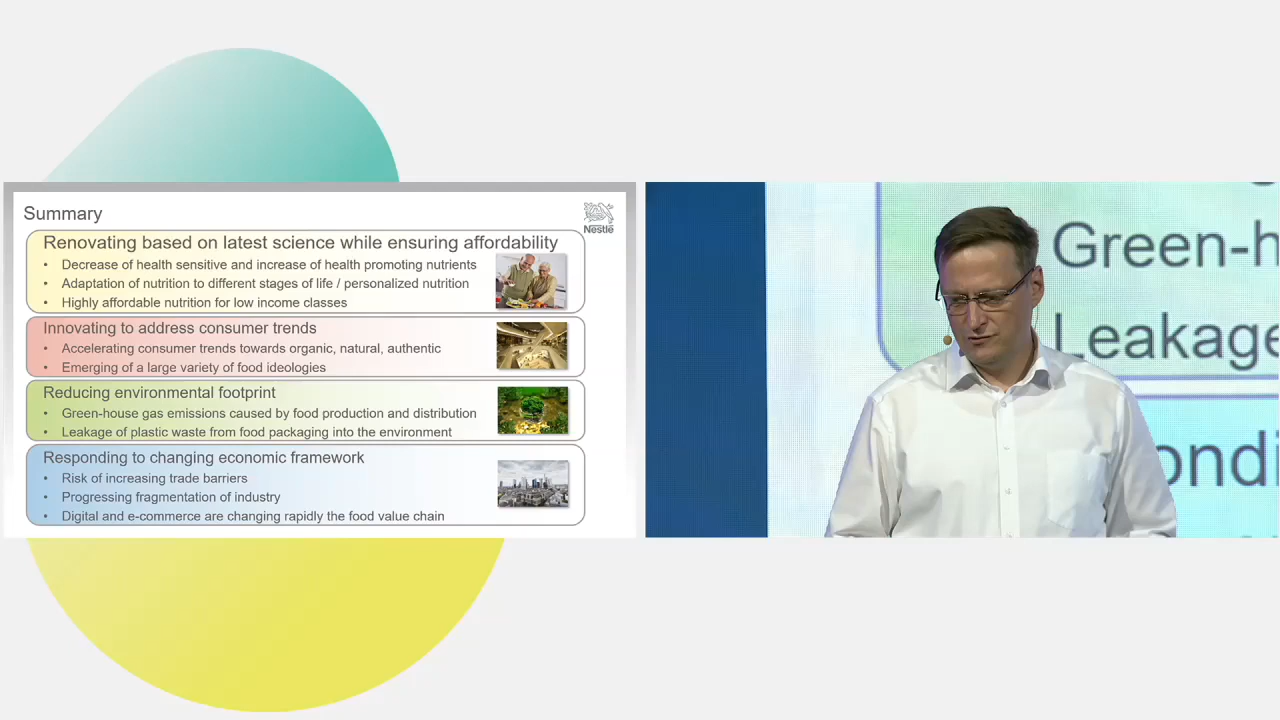 Summary
Nestlé
Renovating based on latest science while ensuring affordability
• Decrease of health sensitive and increase of health promoting nutrients
• Adaptation of nutrition to different stages of life / personalized nutrition
• Highly affordable nutrition for low income classes
Innovating to address consumer trends
• Accelerating consumer trends towards organic, natural, authentic
• Emerging of a large variety of food ideologies
Reducing environmental footprint
• Green-house gas emissions caused by food production and distribution
• Leakage of plastic waste from food packaging into the environment
Responding to changing economic framework
• Risk of increasing trade barriers
• Progressing fragmentation of industry
• Digital and e-commerce are changing rapidly the food value chain
Green-h
Leakage
ondi